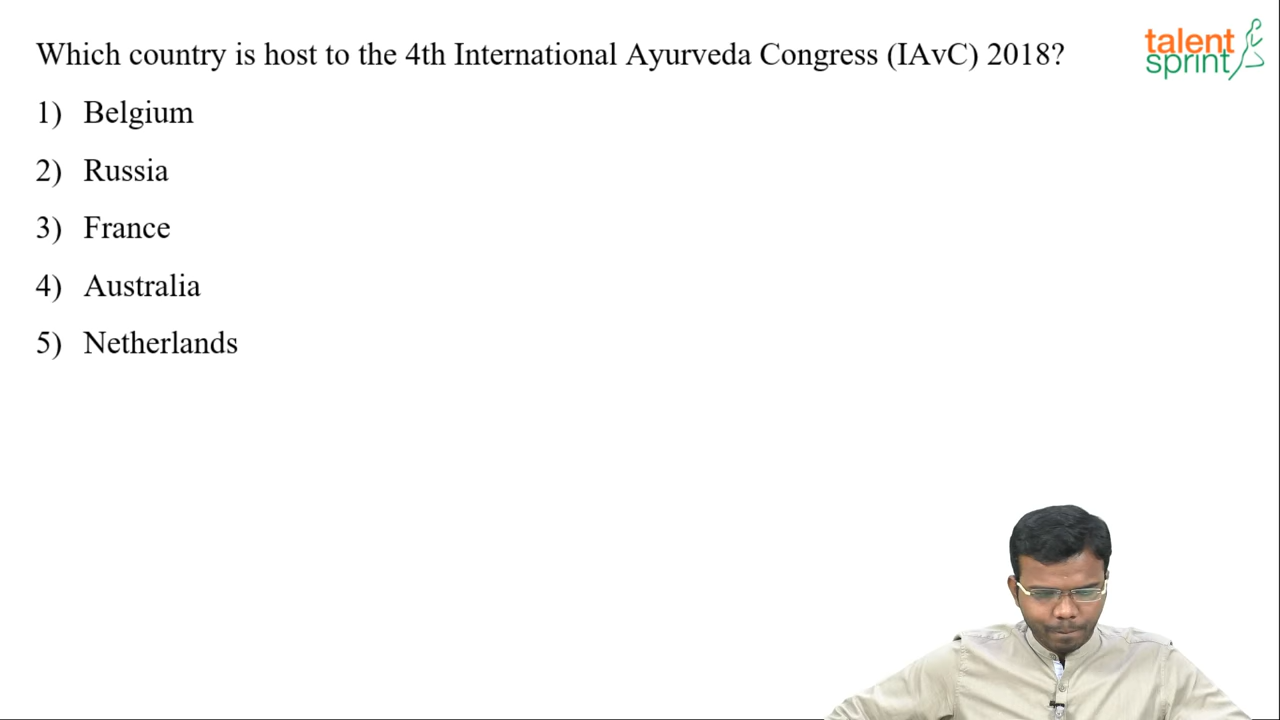 Which country is host to the 4th International Ayurveda Congress (IAvC) 2018?
talent
sprint
1) Belgium
2) Russia
3) France
4) Australia
5) Netherlands